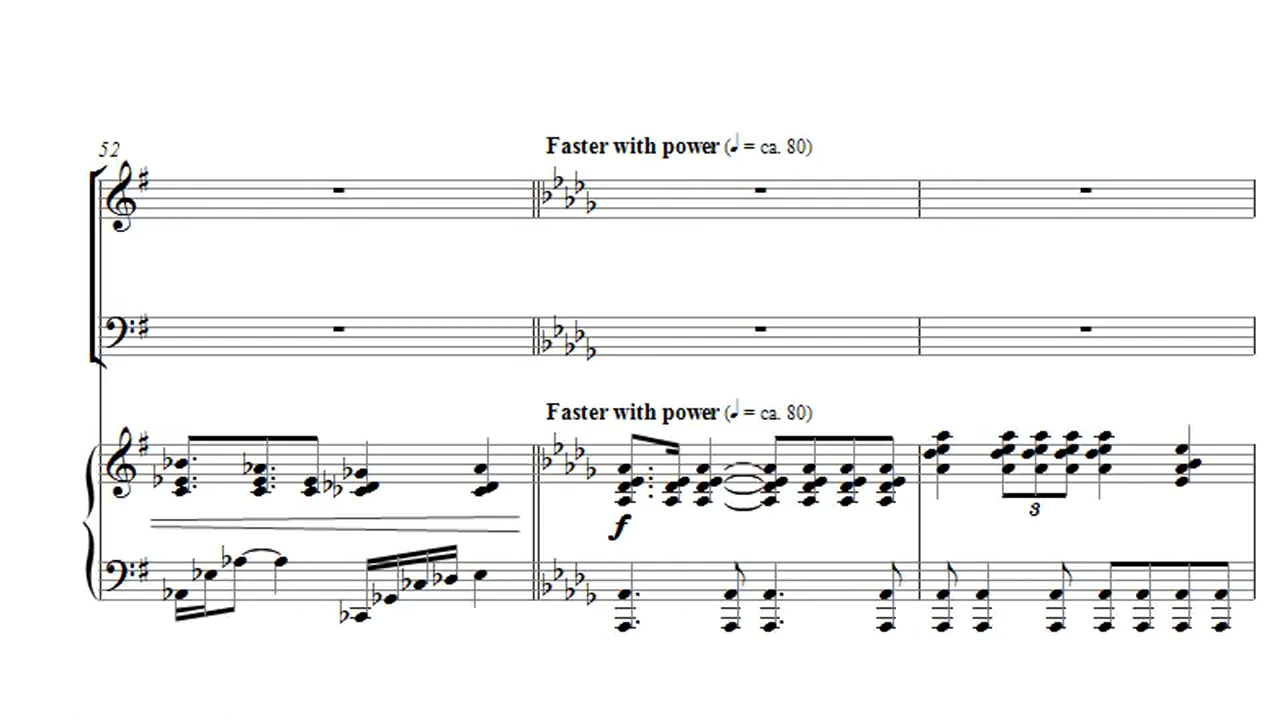 52
Faster with power (♩ = ca. 80)
Faster with power (♩ = ca. 80)
f
3